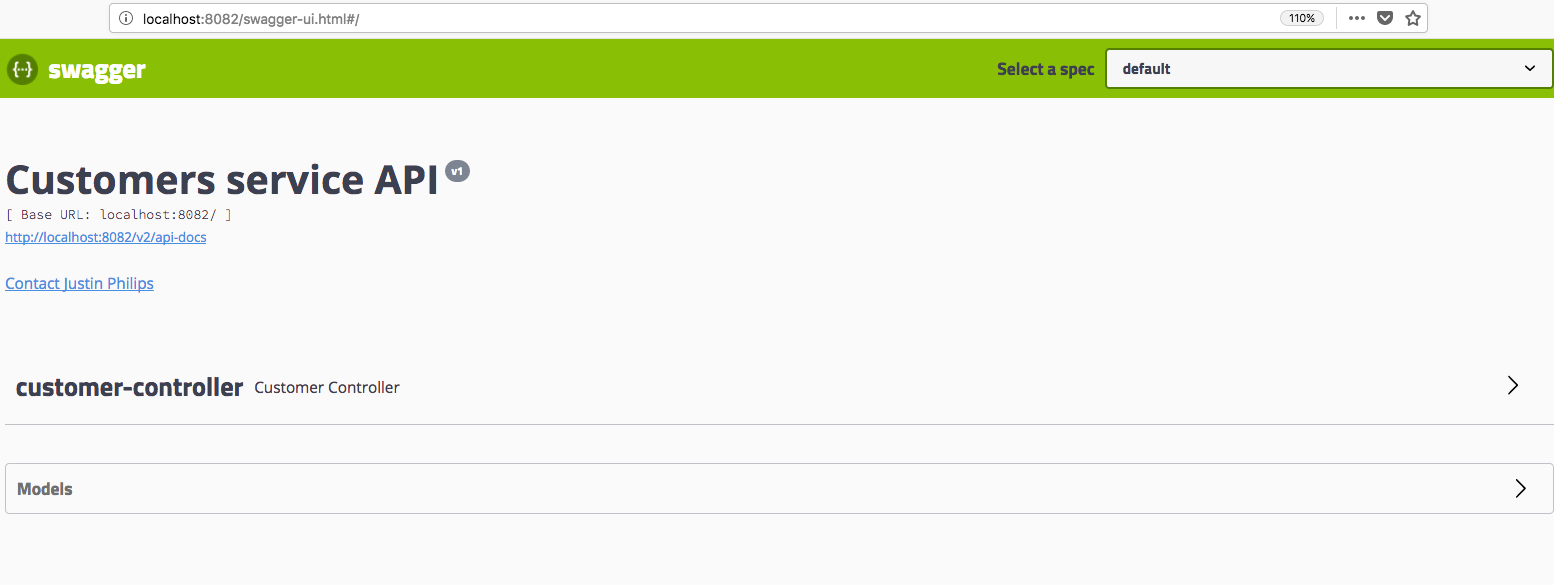 localhost:8082/swagger-ui.html#/ 110%
{···} swagger Select a spec default
Customers service API v1
[ Base URL: localhost:8082/ ]
http://localhost:8082/v2/api-docs
Contact Justin Philips
customer-controller Customer Controller
Models